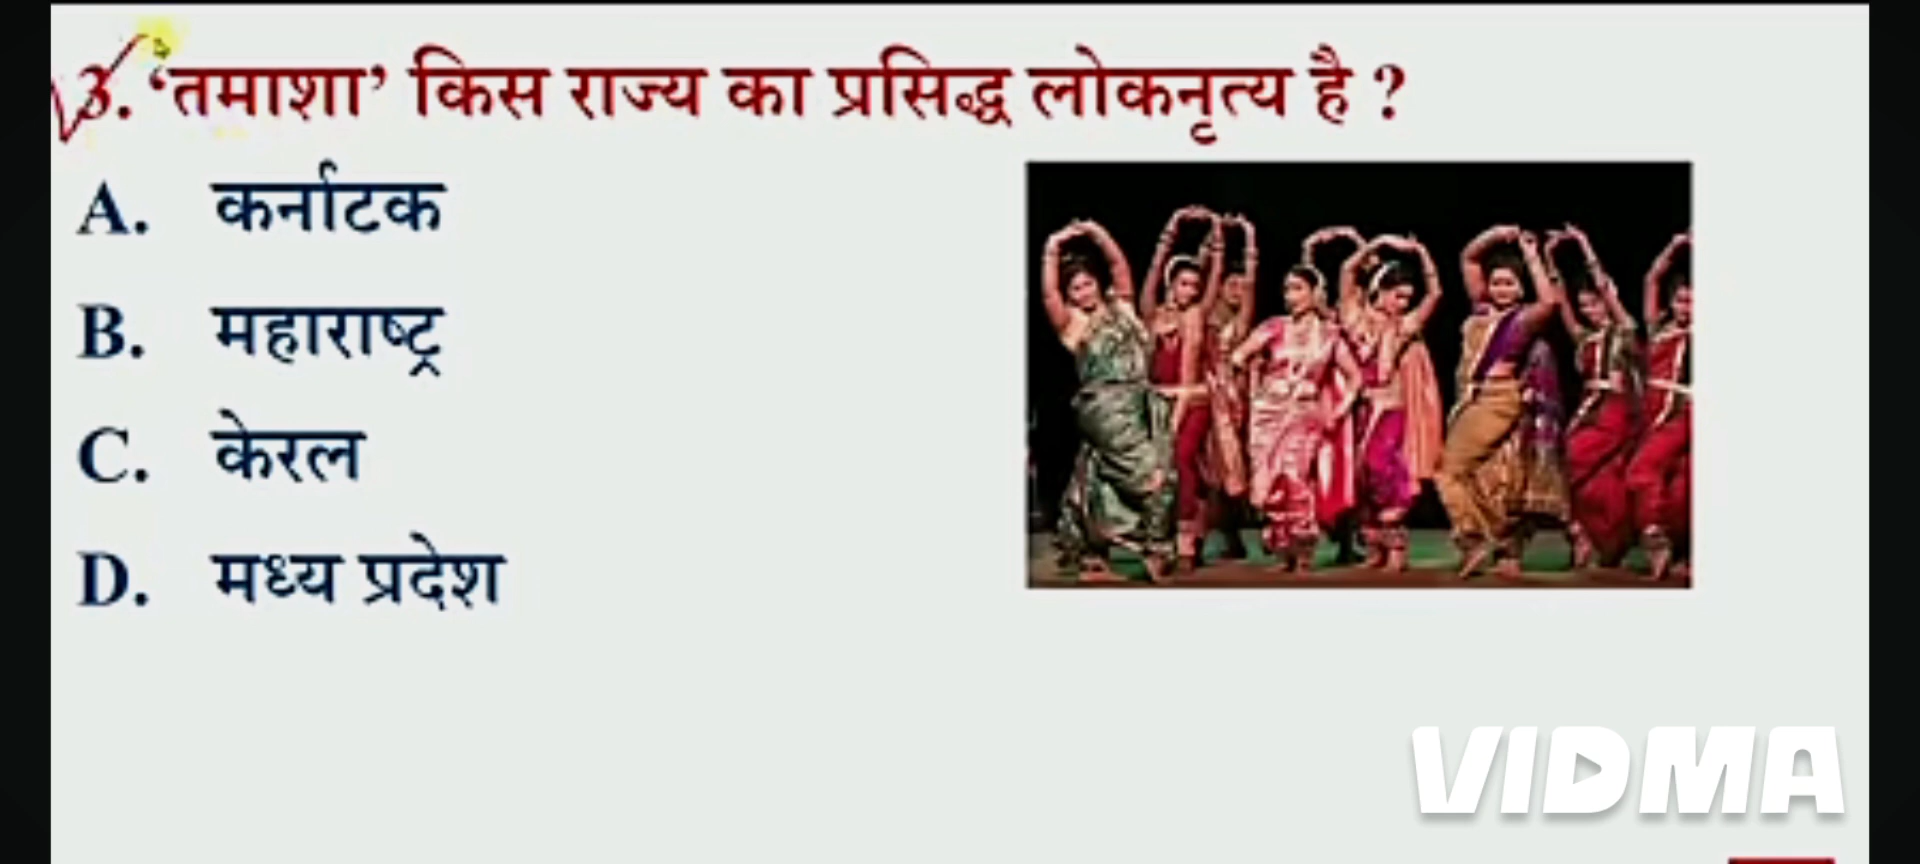 3. ‘तमाशा’ किस राज्य का प्रसिद्ध लोकनृत्य है ?
A. कर्नाटक
B. महाराष्ट्र
C. केरल
D. मध्य प्रदेश
VIDMA